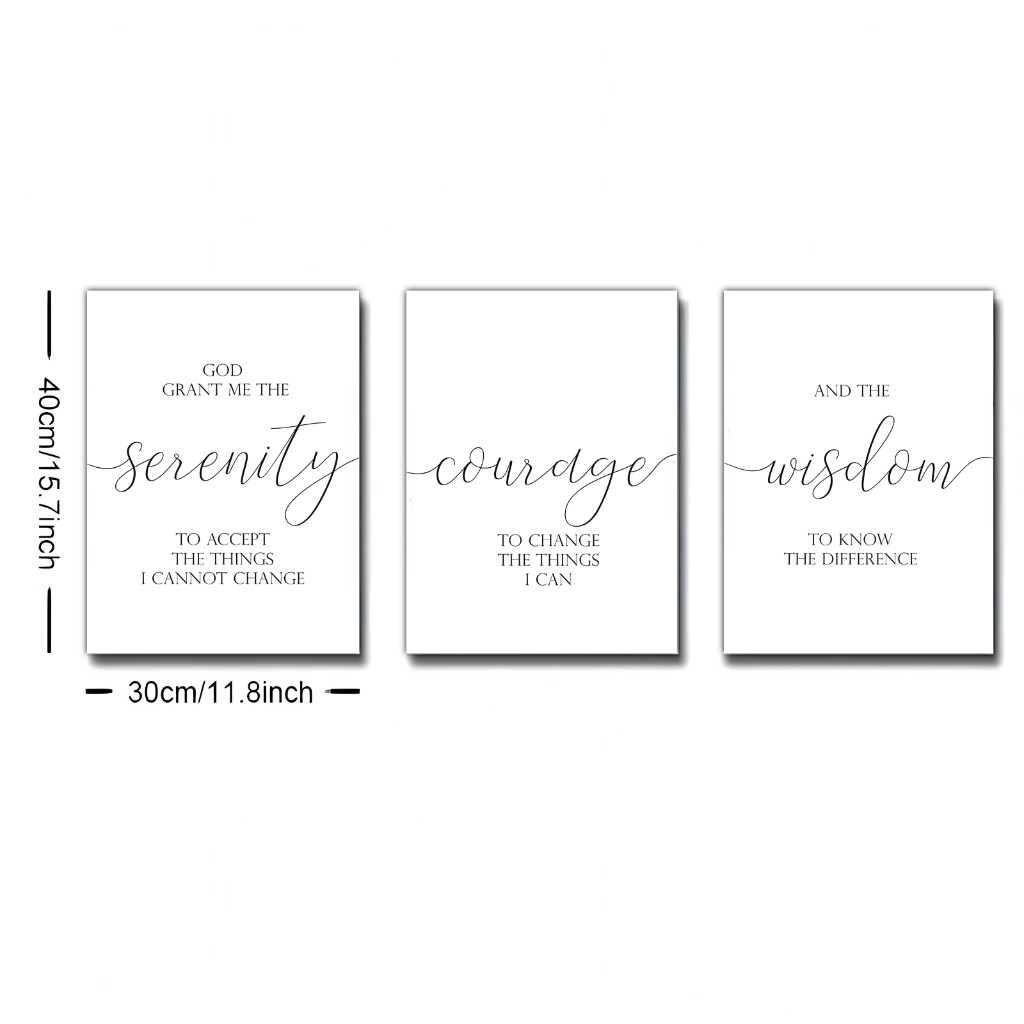 GOD
GRANT ME THE
serenity
TO ACCEPT
THE THINGS
I CANNOT CHANGE
courage
TO CHANGE
THE THINGS
I CAN
AND THE
wisdom
TO KNOW
THE DIFFERENCE
40cm/15.7inch
30cm/11.8inch